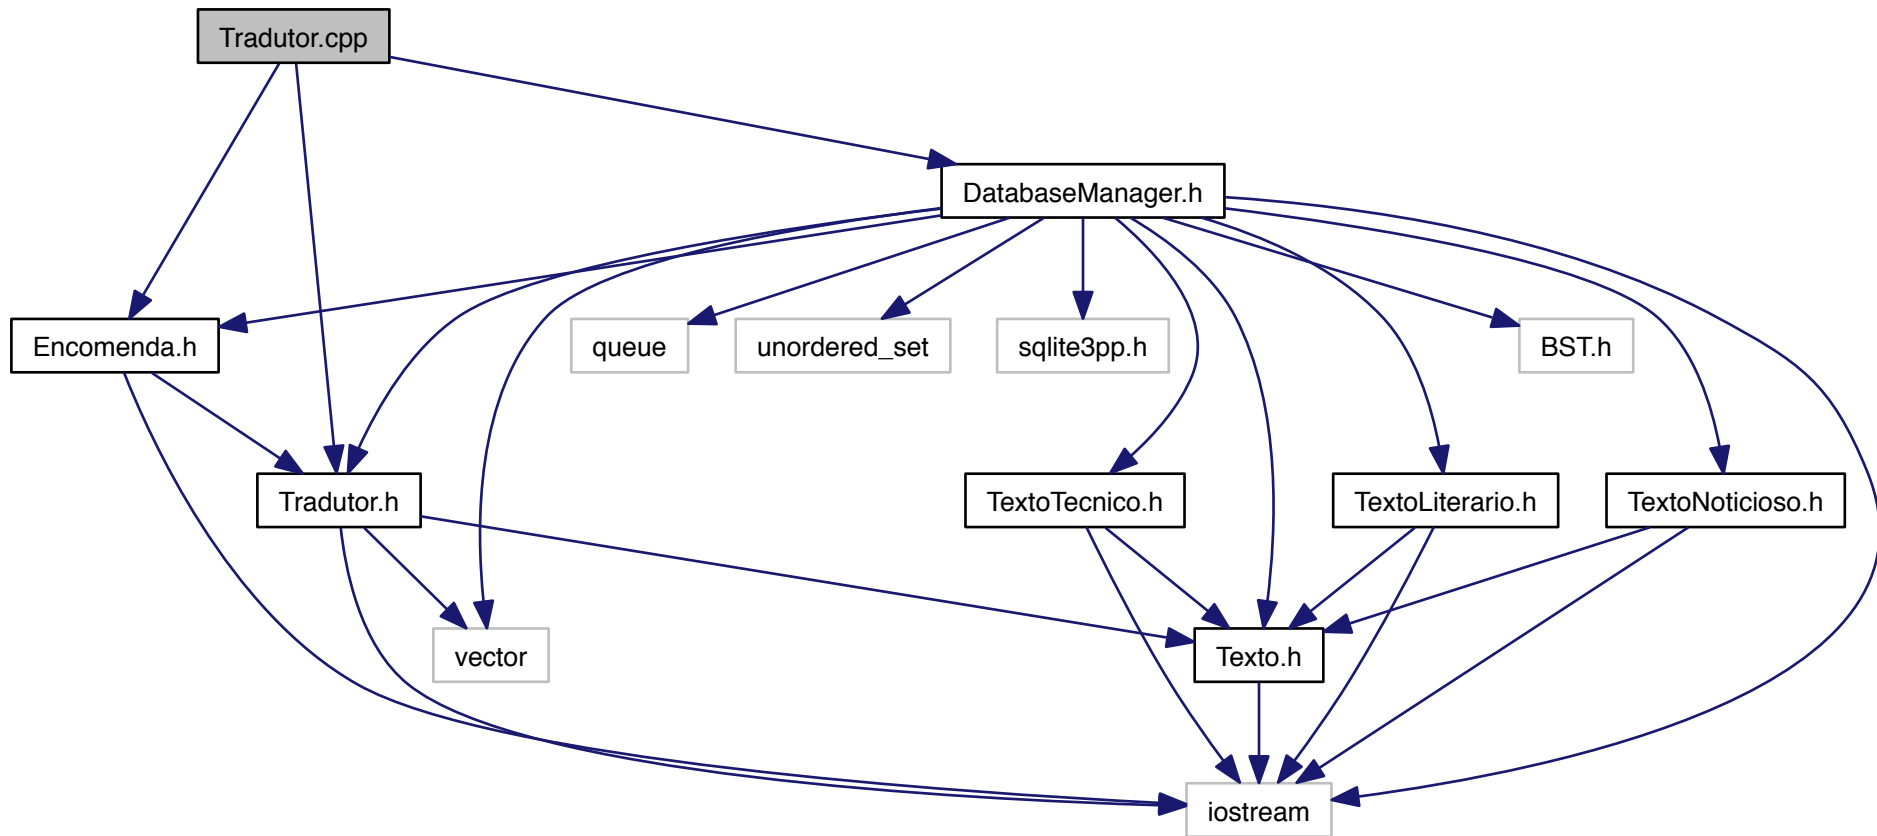 Tradutor.cpp
DatabaseManager.h
Encomenda.h
queue
unordered_set
sqlite3pp.h
BST.h
Tradutor.h
TextoTecnico.h
TextoLiterario.h
TextoNoticioso.h
vector
Texto.h
iostream